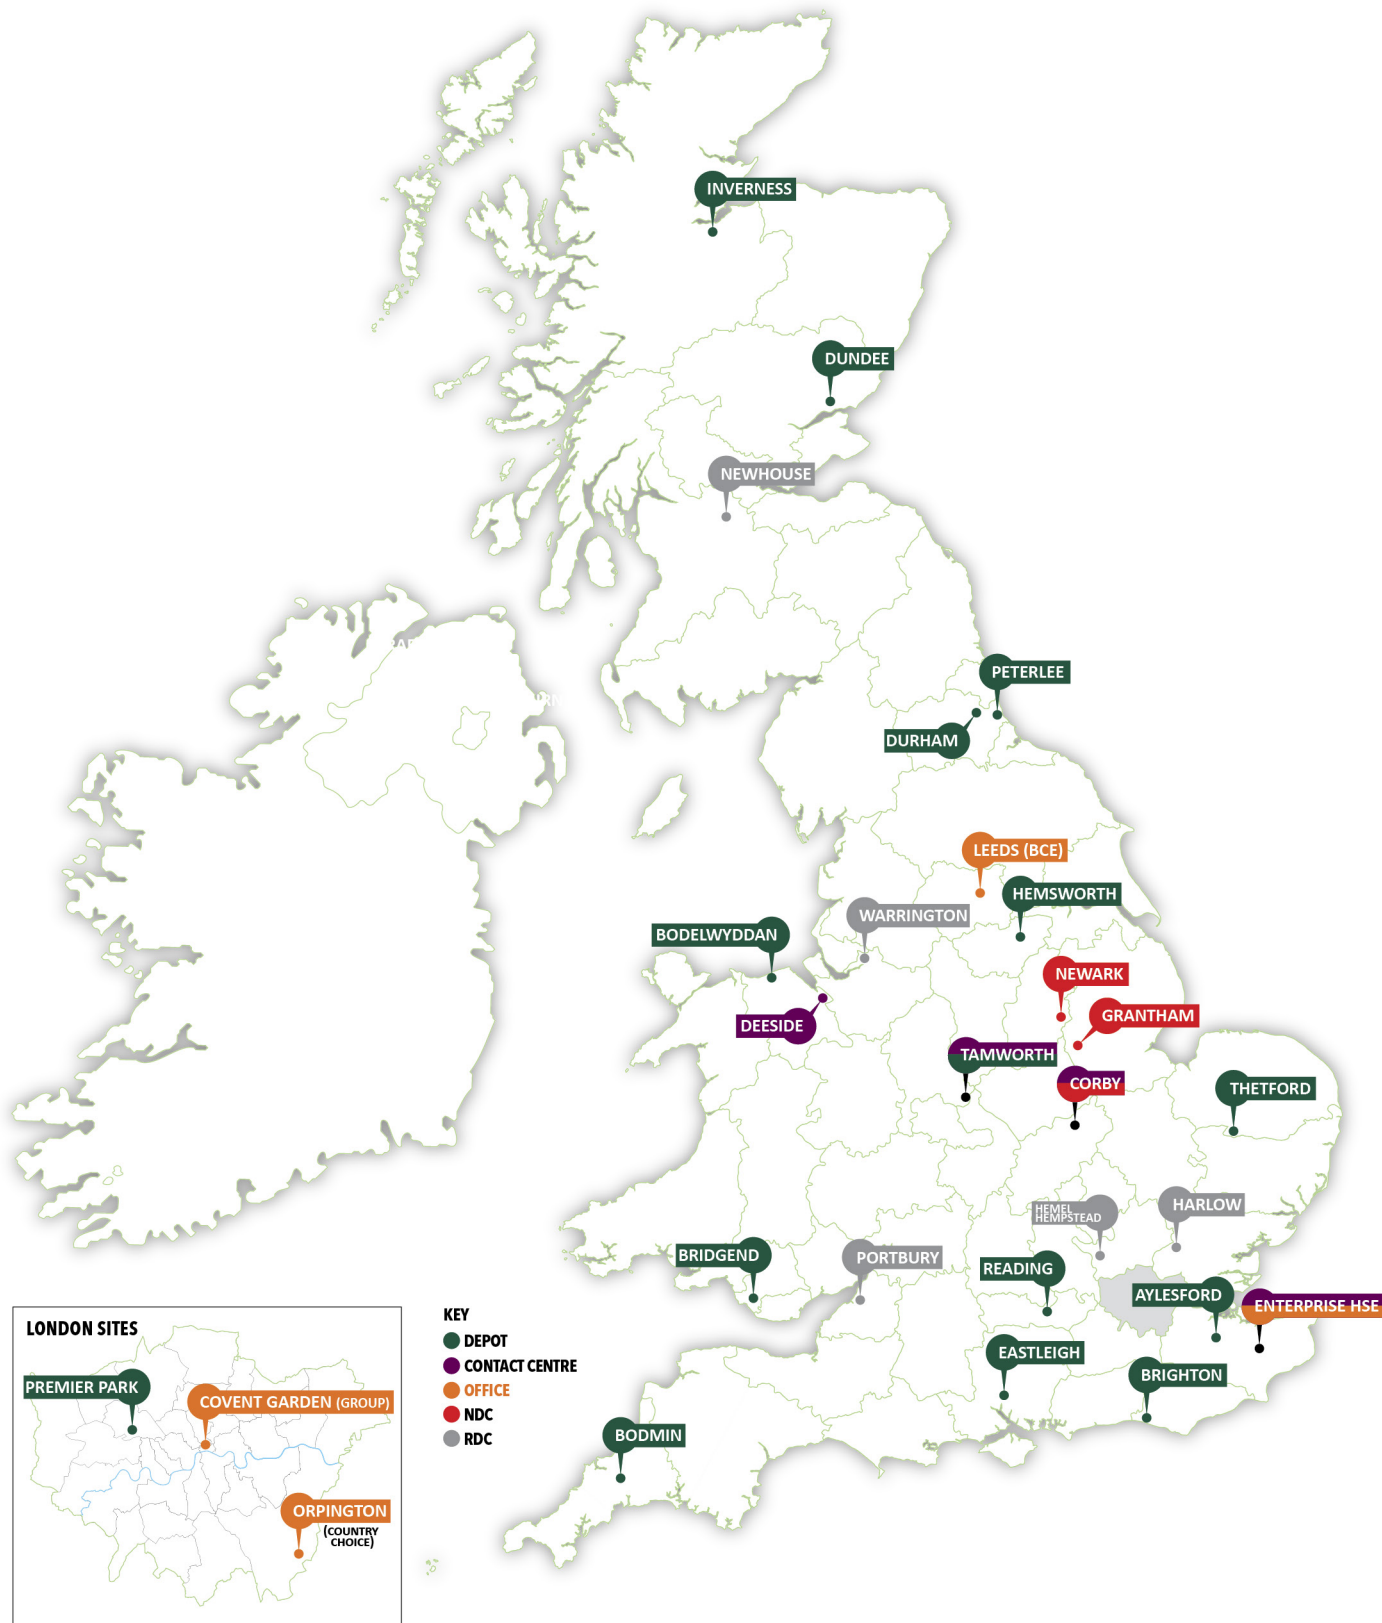 INVERNESS
DUNDEE
NEWHOUSE
PETERLEE
DURHAM
LEEDS (BCE)
HEMSWORTH
WARRINGTON
BODELWYDDAN
NEWARK
DEESIDE
GRANTHAM
TAMWORTH
CORBY
THETFORD
HEMEL
HEMPSTEAD
HARLOW
BRIDGEND
PORTBURY
READING
AYLESFORD
ENTERPRISE HSE
EASTLEIGH
BRIGHTON
BODMIN
KEY
DEPOT
CONTACT CENTRE
OFFICE
NDC
RDC
LONDON SITES
PREMIER PARK
COVENT GARDEN (GROUP)
ORPINGTON
(COUNTRY
CHOICE)